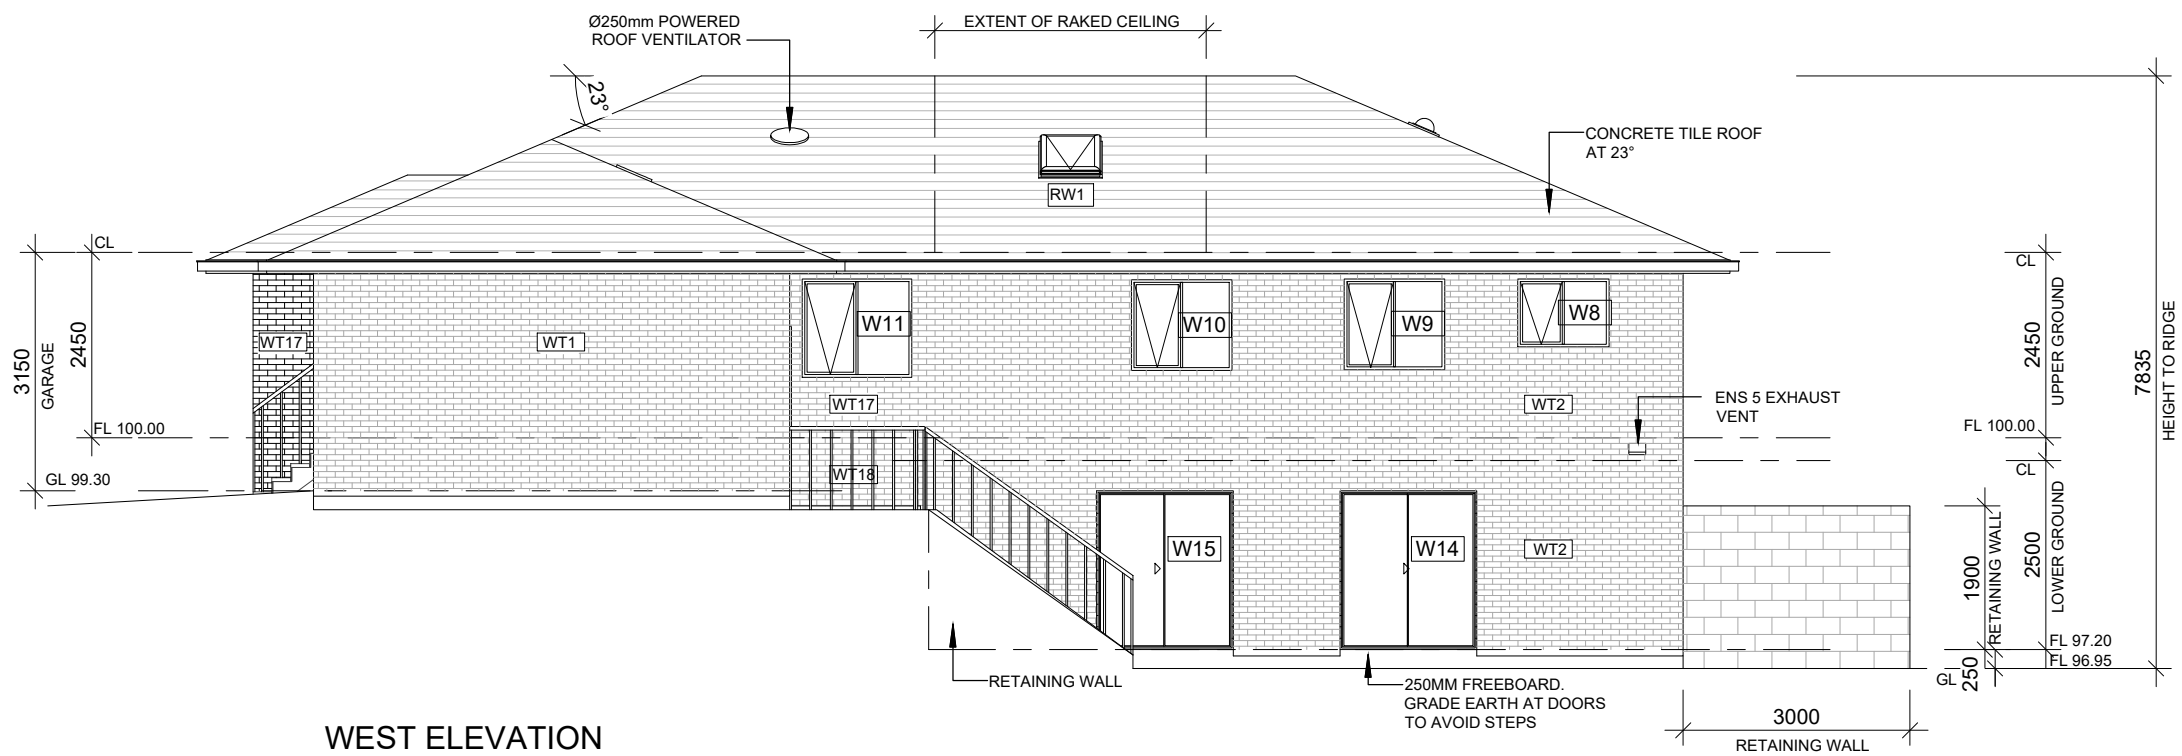 Ø250mm POWERED
ROOF VENTILATOR
EXTENT OF RAKED CEILING
23°
CONCRETE TILE ROOF
AT 23°
RW1
CL
CL
3150
GARAGE
2450
FL 100.00
GL 99.30
WT17
WT1
W11
W10
W9
W8
WT17
WT2
WT18
ENS 5 EXHAUST
VENT
W15
W14
WT2
2450
UPPER GROUND
FL 100.00
CL
2500
LOWER GROUND
1900
RETAINING WALL
FL 97.20
FL 96.95
GL
250
7835
HEIGHT TO RIDGE
RETAINING WALL
250MM FREEBOARD.
GRADE EARTH AT DOORS
TO AVOID STEPS
3000
RETAINING WALL
WEST ELEVATION